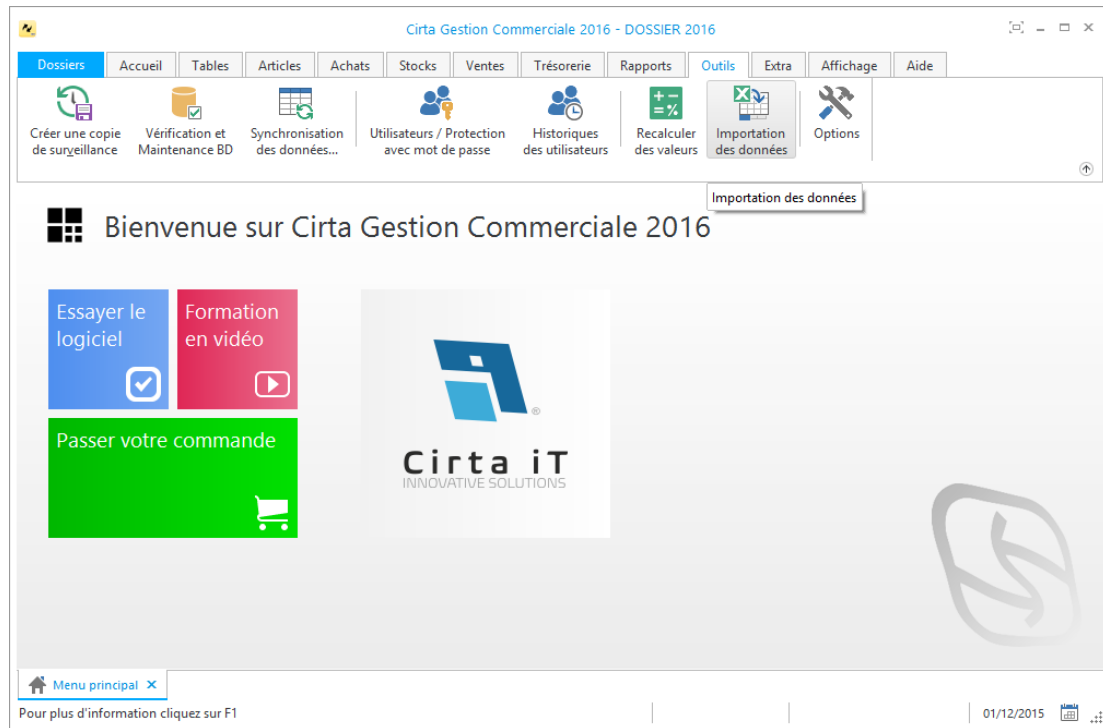 Cirta Gestion Commerciale 2016 - DOSSIER 2016
Dossiers Accueil Tables Articles Achats Stocks Ventes Trésorerie Rapports Outils Extra Affichage Aide
Créer une copie de surveillance
Vérification et Maintenance BD
Synchronisation des données...
Utilisateurs / Protection avec mot de passe
Historiques des utilisateurs
Recalculer des valeurs
Importation des données
Options
Importation des données
Bienvenue sur Cirta Gestion Commerciale 2016
Essayer le
logiciel
Formation
en vidéo
Passer votre commande
Cirta iT
INNOVATIVE SOLUTIONS
Menu principal
Pour plus d'information cliquez sur F1
01/12/2015